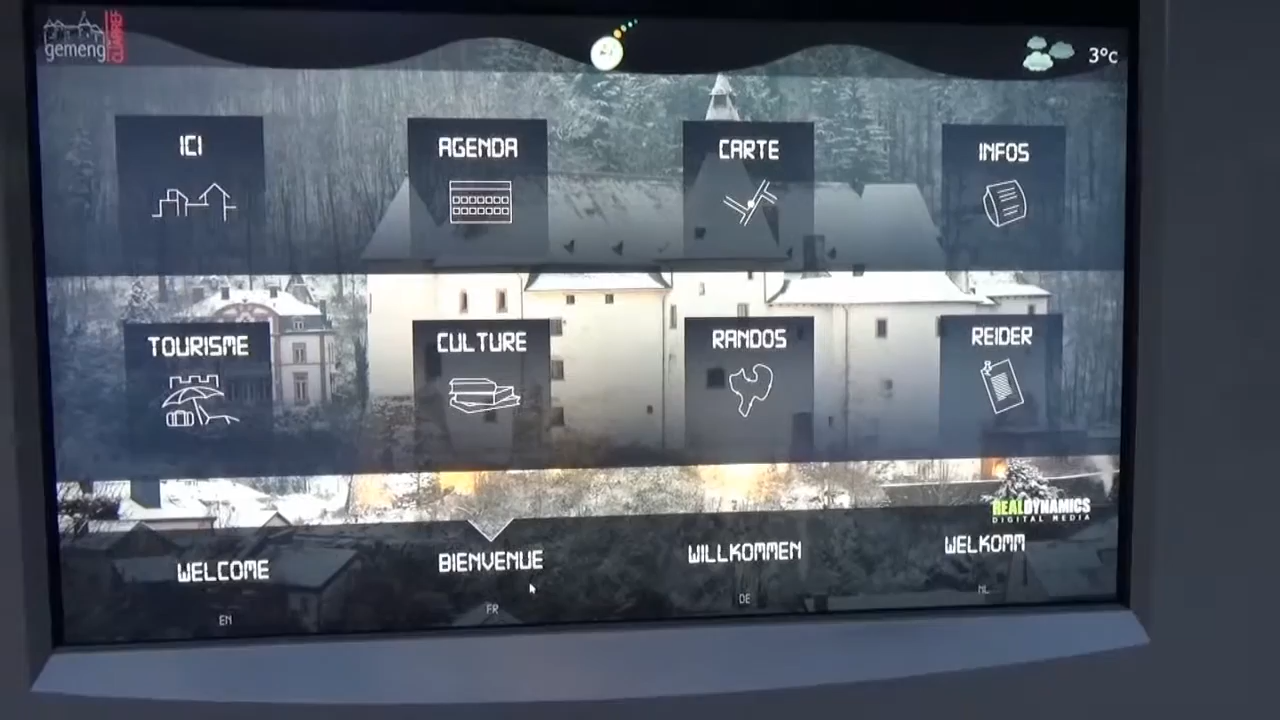 gemeng
CLIÄRREF
3°C
ICI
AGENDA
CARTE
INFOS
TOURISME
CULTURE
RANDOS
REIDER
REALDYNAMICS
DIGITAL MEDIA
WELCOME
BIENVENUE
WILLKOMMEN
WELKOMM
EN
FR
DE
NL